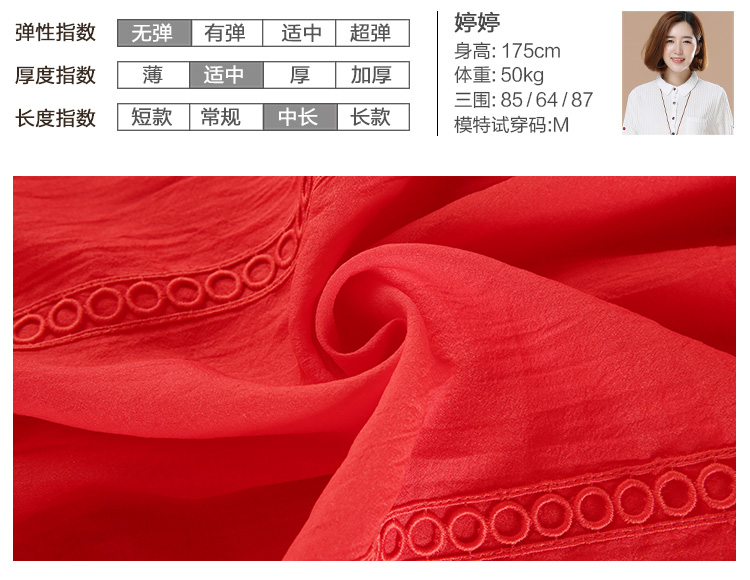 弹性指数 无弹 有弹 适中 超弹
厚度指数 薄 适中 厚 加厚
长度指数 短款 常规 中长 长款
婷婷
身高: 175cm
体重: 50kg
三围: 85 / 64 / 87
模特试穿码:M